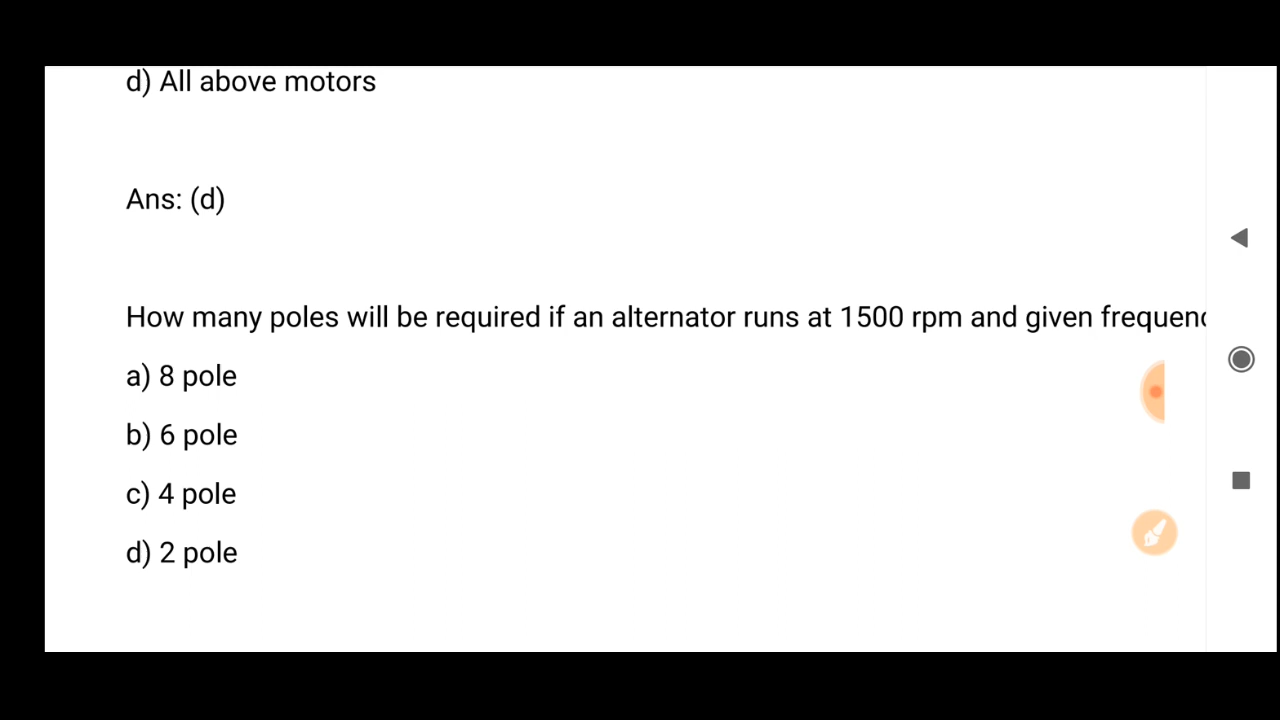 d) All above motors
Ans: (d)
How many poles will be required if an alternator runs at 1500 rpm and given
a) 8 pole
b) 6 pole
c) 4 pole
d) 2 pole